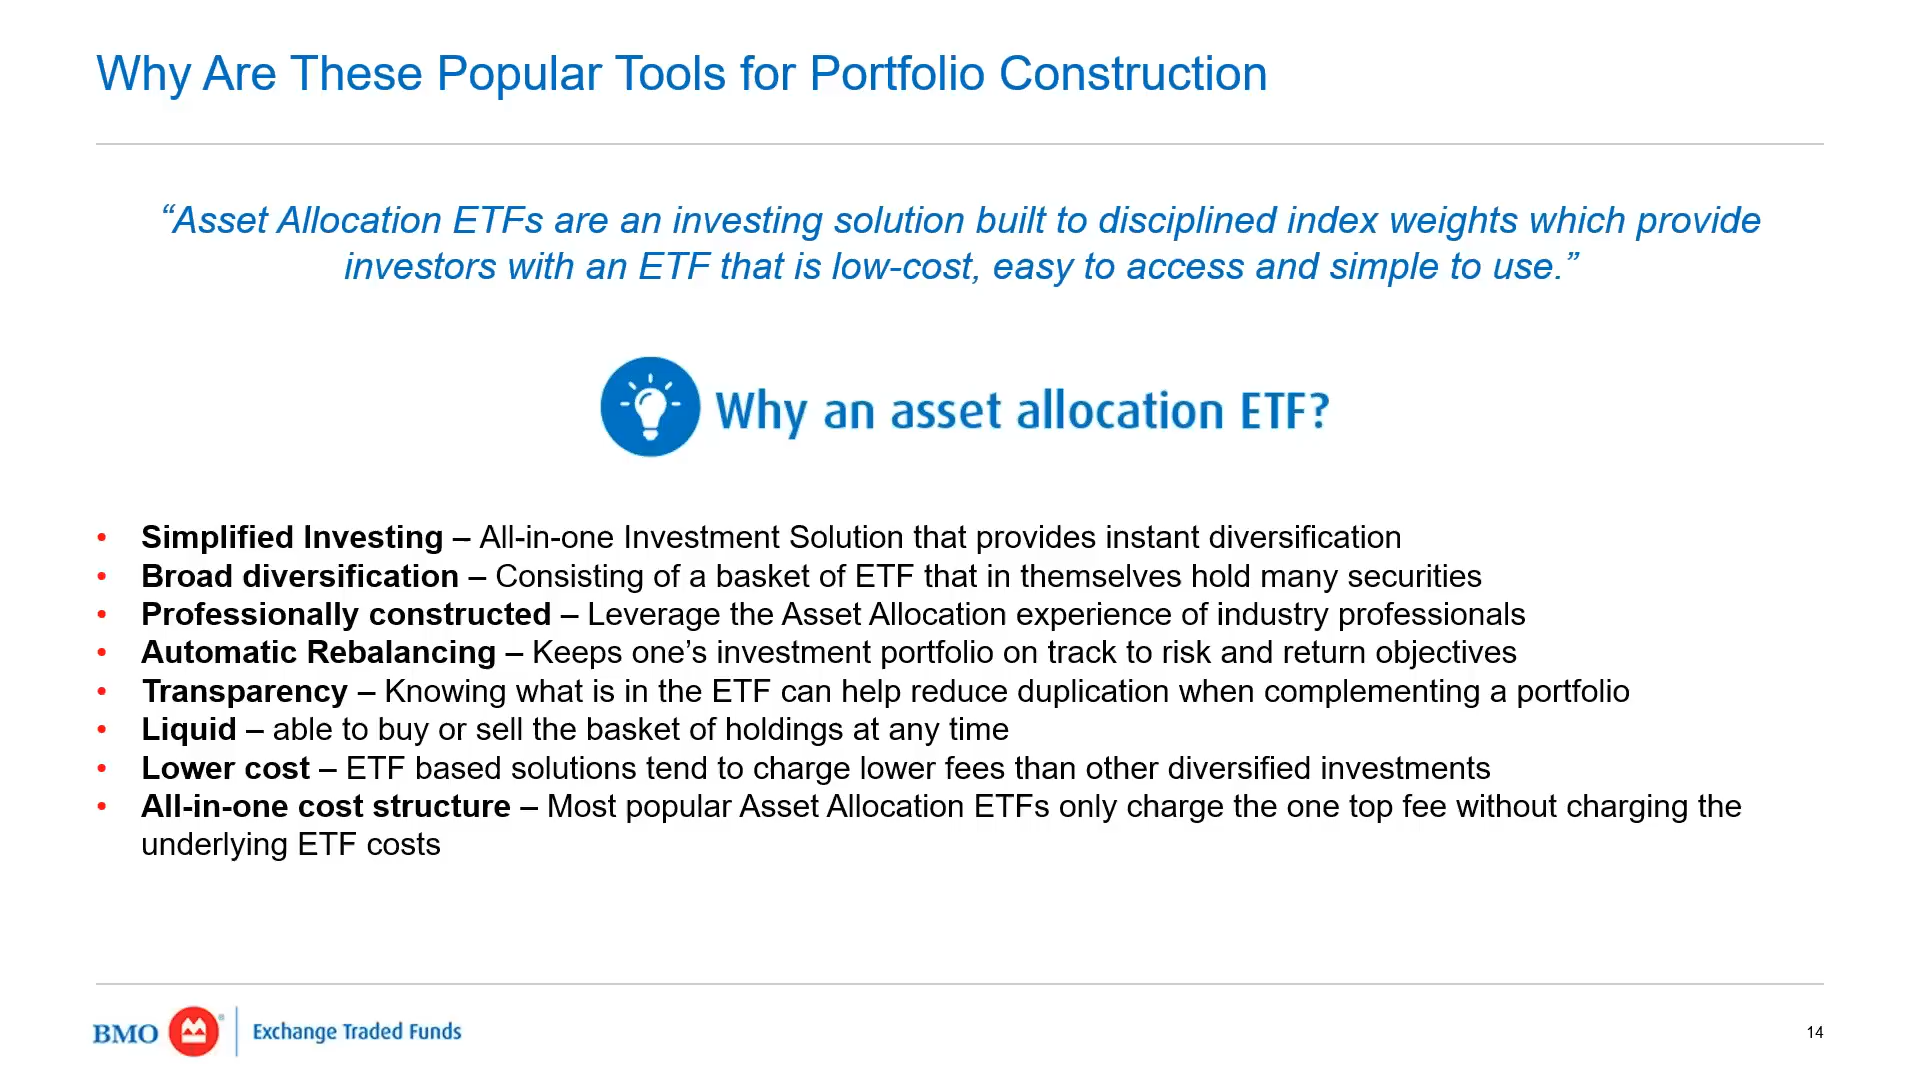 Why Are These Popular Tools for Portfolio Construction
“Asset Allocation ETFs are an investing solution built to disciplined index weights which provide
investors with an ETF that is low-cost, easy to access and simple to use.”
Why an asset allocation ETF?
• Simplified Investing – All-in-one Investment Solution that provides instant diversification
• Broad diversification – Consisting of a basket of ETF that in themselves hold many securities
• Professionally constructed – Leverage the Asset Allocation experience of industry professionals
• Automatic Rebalancing – Keeps one’s investment portfolio on track to risk and return objectives
• Transparency – Knowing what is in the ETF can help reduce duplication when complementing a portfolio
• Liquid – able to buy or sell the basket of holdings at any time
• Lower cost – ETF based solutions tend to charge lower fees than other diversified investments
• All-in-one cost structure – Most popular Asset Allocation ETFs only charge the one top fee without charging the
underlying ETF costs
BMO Exchange Traded Funds
14